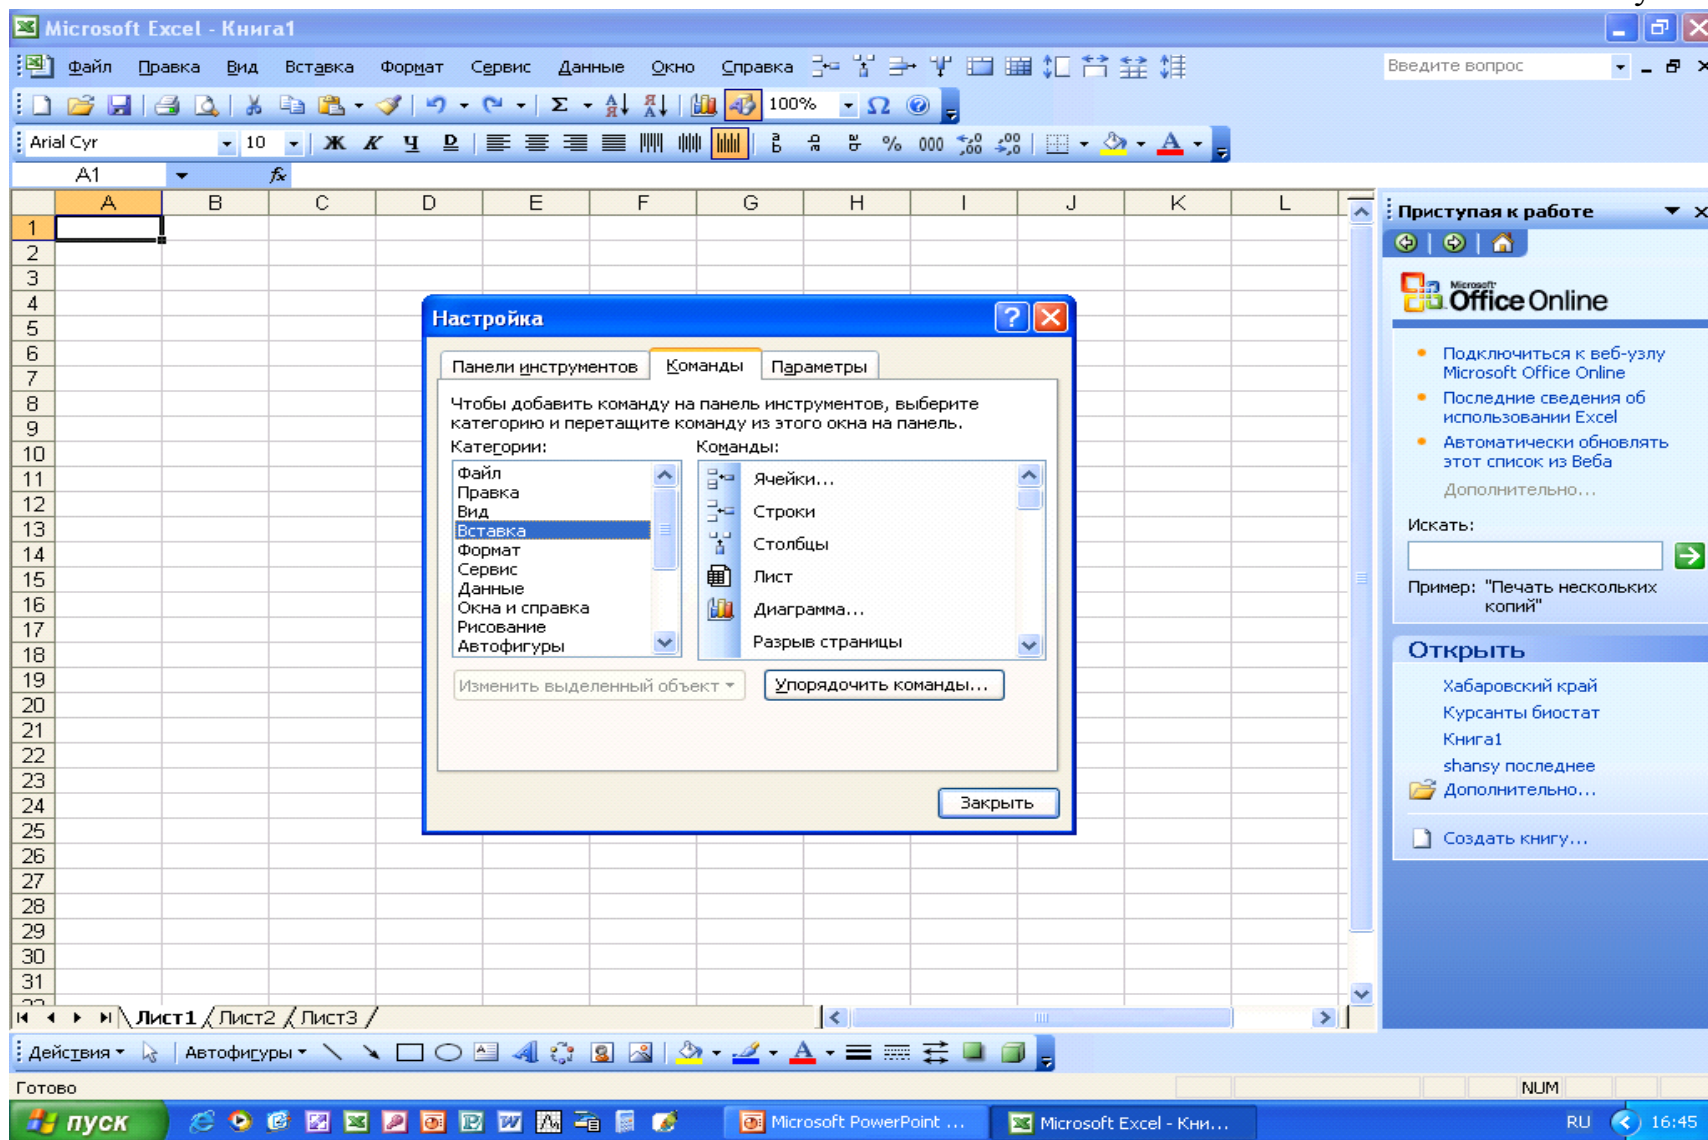 у
Microsoft Excel - Книга1
Файл Правка Вид Вставка Формат Сервис Данные Окно Справка Введите вопрос
100%
Arial Cyr 10 Ж К Ч D % 000
A1 fx
A B C D E F G H I J K L
1
2
3
4
5
6
7
8
9
10
11
12
13
14
15
16
17
18
19
20
21
22
23
24
25
26
27
28
29
30
31
Настройка
Панели инструментов Команды Параметры
Чтобы добавить команду на панель инструментов, выберите
категорию и перетащите команду из этого окна на панель.
Категории: Команды:
Файл
Правка
Вид
Вставка
Формат
Сервис
Данные
Окна и справка
Рисование
Автофигуры
Ячейки...
Строки
Столбцы
Лист
Диаграмма...
Разрыв страницы
Изменить выделенный объект Упорядочить команды...
Закрыть
Приступая к работе
Microsoft
Office Online
Подключиться к веб-узлу
Microsoft Office Online
Последние сведения об
использовании Excel
Автоматически обновлять
этот список из Веба
Дополнительно...
Искать:
Пример: "Печать нескольких
копий"
Открыть
Хабаровский край
Курсанты биостат
Книга1
shansy последнее
Дополнительно...
Создать книгу...
Лист1 Лист2 Лист3
Действия Автофигуры
Готово NUM
пуск Microsoft PowerPoint ... Microsoft Excel - Кни... RU 16:45